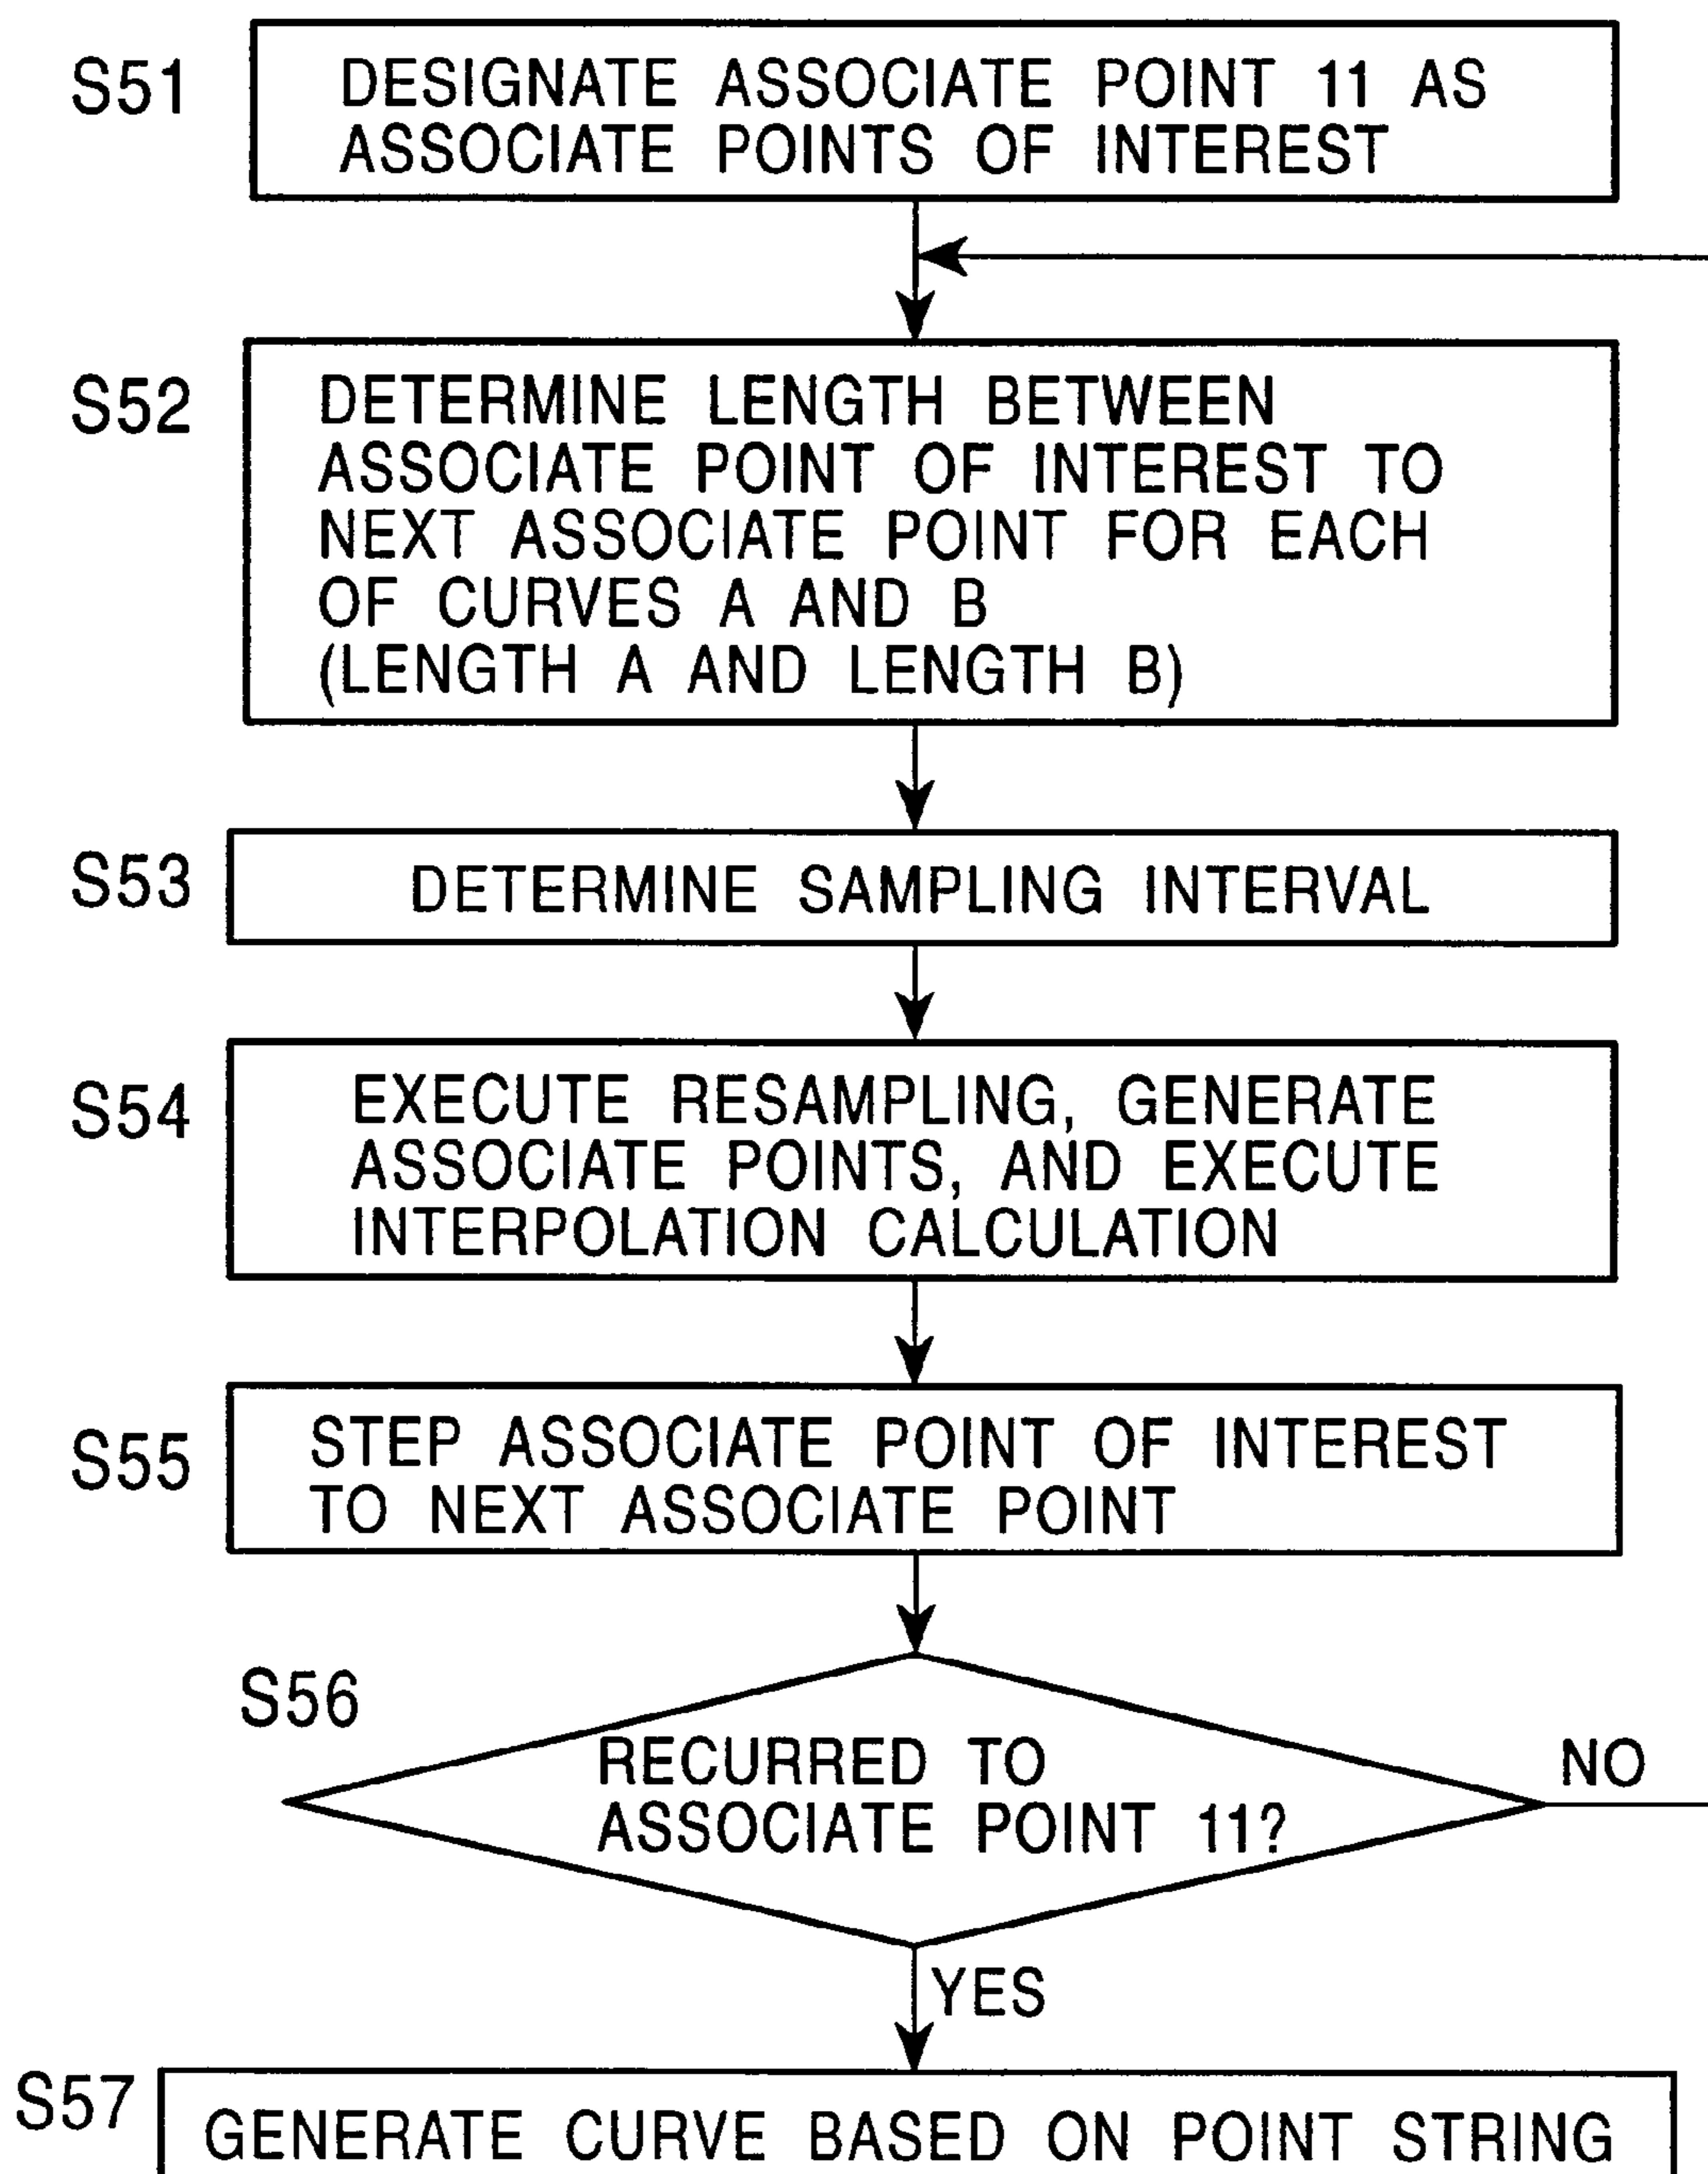 S51
DESIGNATE ASSOCIATE POINT 11 AS
ASSOCIATE POINTS OF INTEREST
S52
DETERMINE LENGTH BETWEEN
ASSOCIATE POINT OF INTEREST TO
NEXT ASSOCIATE POINT FOR EACH
OF CURVES A AND B
(LENGTH A AND LENGTH B)
S53
DETERMINE SAMPLING INTERVAL
S54
EXECUTE RESAMPLING, GENERATE
ASSOCIATE POINTS, AND EXECUTE
INTERPOLATION CALCULATION
S55
STEP ASSOCIATE POINT OF INTEREST
TO NEXT ASSOCIATE POINT
S56
RECURRED TO
ASSOCIATE POINT 11?
NO
YES
S57
GENERATE CURVE BASED ON POINT STRING